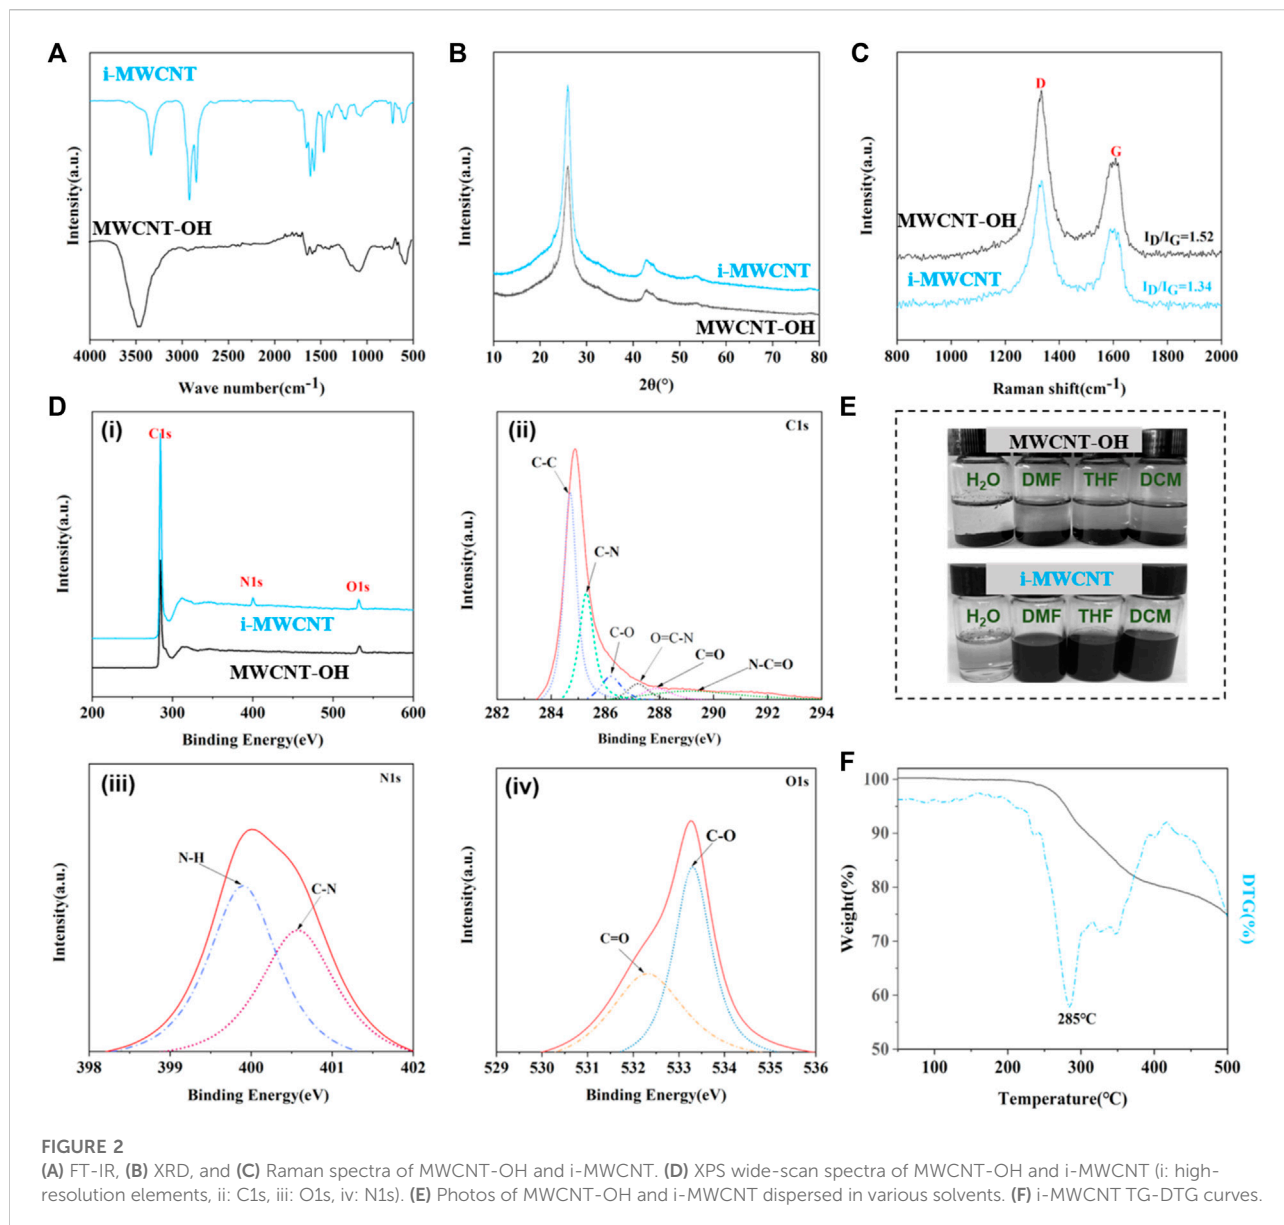 A
i-MWCNT
MWCNT-OH
Intensity(a.u.)
4000 3500 3000 2500 2000 1500 1000 500
Wave number(cm-1)
B
i-MWCNT
MWCNT-OH
Intensity(a.u.)
10 20 30 40 50 60 70 80
2θ(°)
C
D
G
MWCNT-OH
ID/IG=1.52
i-MWCNT
ID/IG=1.34
Intensity(a.u.)
800 1000 1200 1400 1600 1800 2000
Raman shift(cm-1)
D
(i)
C1s
N1s
O1s
i-MWCNT
MWCNT-OH
Intensity(a.u.)
200 300 400 500 600
Binding Energy(eV)
(ii)
C1s
C-C
C-N
C-O
O=C-N
C=O
N-C=O
Intensity(a.u.)
282 284 286 288 290 292 294
Binding Energy(eV)
E
MWCNT-OH
H2O DMF THF DCM
i-MWCNT
H2O DMF THF DCM
(iii)
N1s
N-H
C-N
Intensity(a.u.)
398 399 400 401 402
Binding Energy(eV)
(iv)
O1s
C-O
C=O
Intensity(a.u.)
529 530 531 532 533 534 535 536
Binding Energy(eV)
F
100
90
80
70
60
50
Weight(%)
DTG(%)
285℃
100 200 300 400 500
Temperature(℃)
FIGURE 2
(A) FT-IR, (B) XRD, and (C) Raman spectra of MWCNT-OH and i-MWCNT. (D) XPS wide-scan spectra of MWCNT-OH and i-MWCNT (i: high-
resolution elements, ii: C1s, iii: O1s, iv: N1s). (E) Photos of MWCNT-OH and i-MWCNT dispersed in various solvents. (F) i-MWCNT TG-DTG curves.